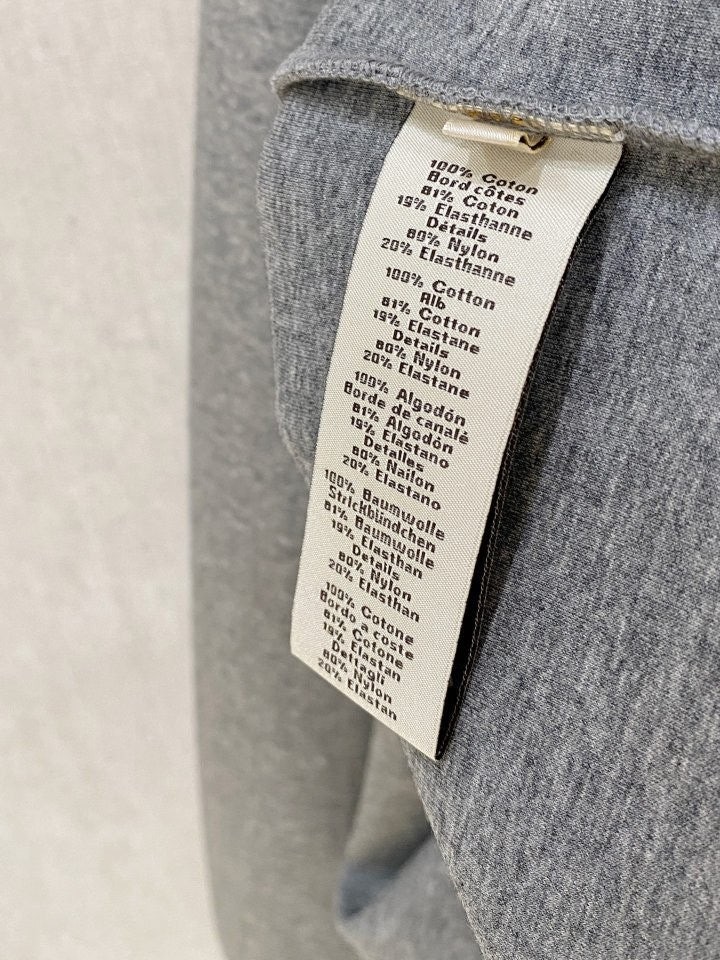 100% Coton
Bord côtes
81% Coton
19% Elasthanne
Détails
80% Nylon
20% Elasthanne
100% Cotton
Rib
81% Cotton
19% Elastane
Details
80% Nylon
20% Elastane
100% Algodón
Borde de canalé
81% Algodón
19% Elastano
Detalles
80% Nailon
20% Elastano
100% Baumwolle
Strickbündchen
81% Baumwolle
19% Elasthan
Details
80% Nylon
20% Elasthan
100% Cotone
Bordo a coste
81% Cotone
19% Elastan
Dettagli
80% Nylon
20% Elastan